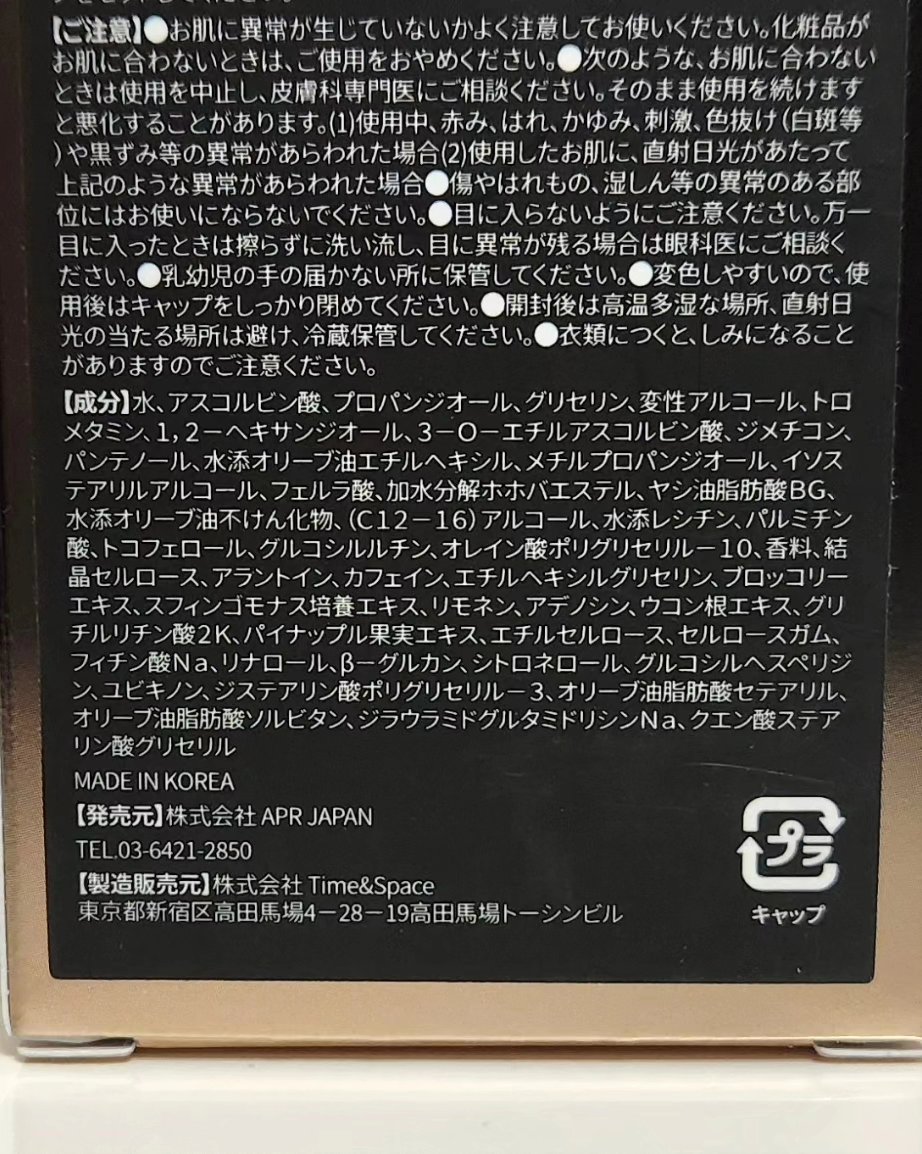 【ご注意】●お肌に異常が生じていないかよく注意してお使いください。化粧品が
お肌に合わないときは、ご使用をおやめください。●次のような、お肌に合わない
ときは使用を中止し、皮膚科専門医にご相談ください。そのまま使用を続けます
と悪化することがあります。(1)使用中、赤み、はれ、かゆみ、刺激、色抜け(白斑等
)や黒ずみ等の異常があらわれた場合(2)使用したお肌に、直射日光があたって
上記のような異常があらわれた場合●傷やはれもの、湿しん等の異常のある部
位にはお使いにならないでください。●目に入らないようにご注意ください。万一
目に入ったときは擦らずに洗い流し、目に異常が残る場合は眼科医にご相談く
ださい。●乳幼児の手の届かない所に保管してください。●変色しやすいので、使
用後はキャップをしっかり閉めてください。●開封後は高温多湿な場所、直射日
光の当たる場所は避け、冷蔵保管してください。●衣類につくと、しみになること
がありますのでご注意ください。
【成分】水、アスコルビン酸、プロパンジオール、グリセリン、変性アルコール、トロ
メタミン、1，2－ヘキサンジオール、3－O－エチルアスコルビン酸、ジメチコン、
パンテノール、水添オリーブ油エチルヘキシル、メチルプロパンジオール、イソス
テアリルアルコール、フェルラ酸、加水分解ホホバエステル、ヤシ油脂肪酸BG、
水添オリーブ油不けん化物、(C12－16)アルコール、水添レシチン、パルミチン
酸、トコフェロール、グルコシルルチン、オレイン酸ポリグリセリル－10、香料、結
晶セルロース、アラントイン、カフェイン、エチルヘキシルグリセリン、ブロッコリー
エキス、スフィンゴモナス培養エキス、リモネン、アデノシン、ウコン根エキス、グリ
チルリチン酸2K、パイナップル果実エキス、エチルセルロース、セルロースガム、
フィチン酸Na、リナロール、β－グルカン、シトロネロール、グルコシルヘスペリジ
ン、ユビキノン、ジステアリン酸ポリグリセリル－3、オリーブ油脂肪酸セテアリル、
オリーブ油脂肪酸ソルビタン、ジラウラミドグルタミドリシンNa、クエン酸ステア
リン酸グリセリル
MADE IN KOREA
【発売元】株式会社 APR JAPAN
TEL.03-6421-2850
【製造販売元】株式会社 Time&Space
東京都新宿区高田馬場4－28－19高田馬場トーシンビル
プラ
キャップ